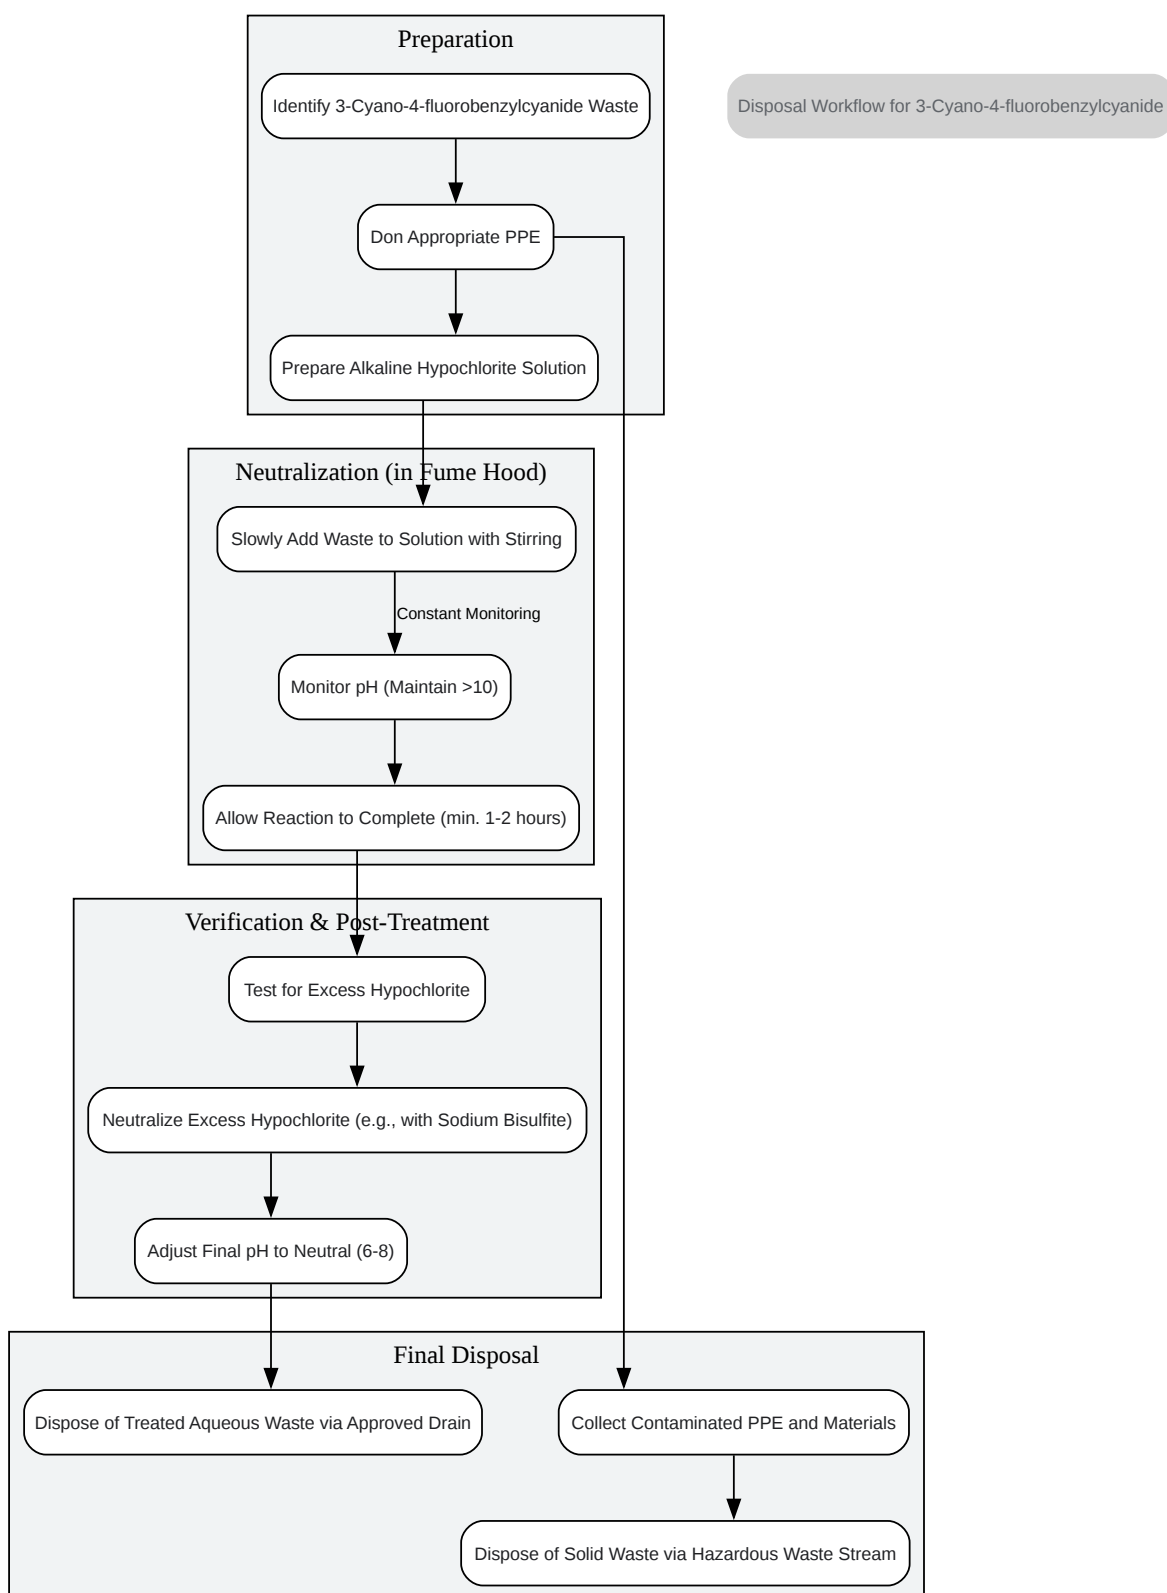 Preparation
Identify 3-Cyano-4-fluorobenzylcyanide Waste
Disposal Workflow for 3-Cyano-4-fluorobenzylcyanide
Don Appropriate PPE
Prepare Alkaline Hypochlorite Solution
Neutralization (in Fume Hood)
Slowly Add Waste to Solution with Stirring
Constant Monitoring
Monitor pH (Maintain >10)
Allow Reaction to Complete (min. 1-2 hours)
Verification & Post-Treatment
Test for Excess Hypochlorite
Neutralize Excess Hypochlorite (e.g., with Sodium Bisulfite)
Adjust Final pH to Neutral (6-8)
Final Disposal
Dispose of Treated Aqueous Waste via Approved Drain
Collect Contaminated PPE and Materials
Dispose of Solid Waste via Hazardous Waste Stream